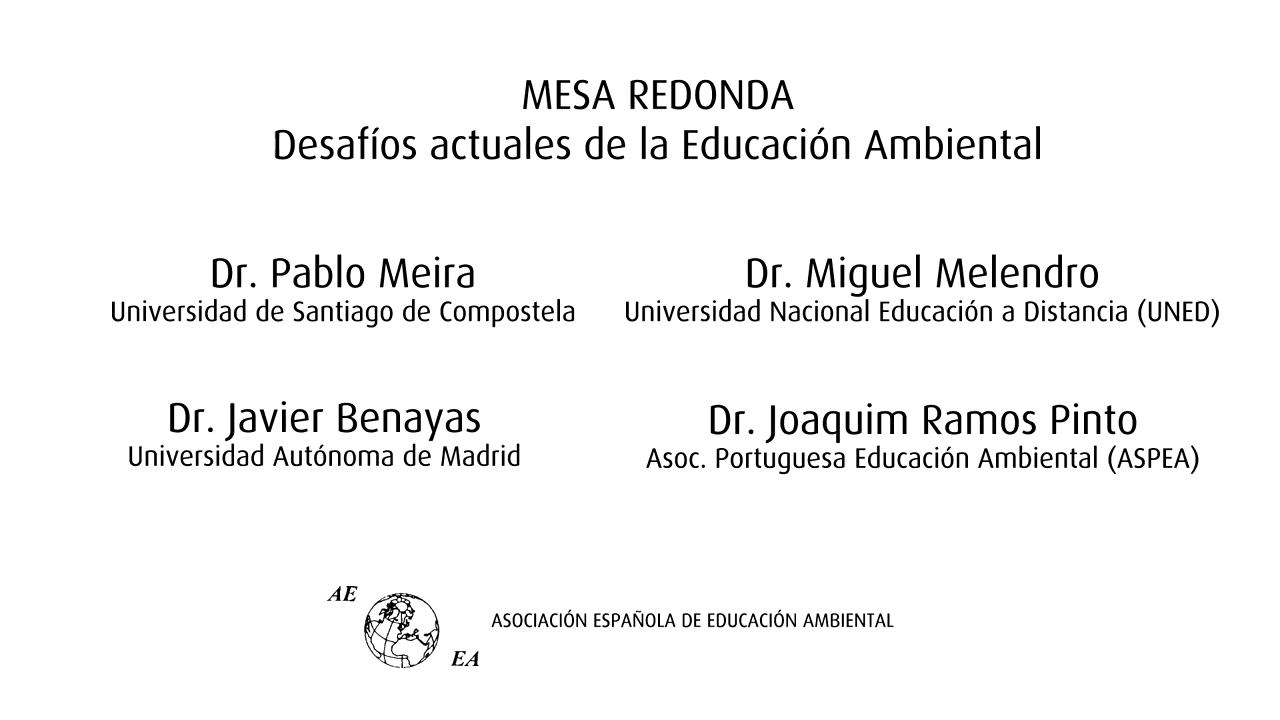 MESA REDONDA
Desafíos actuales de la Educación Ambiental
Dr. Pablo Meira
Universidad de Santiago de Compostela
Dr. Miguel Melendro
Universidad Nacional Educación a Distancia (UNED)
Dr. Javier Benayas
Universidad Autónoma de Madrid
Dr. Joaquim Ramos Pinto
Asoc. Portuguesa Educación Ambiental (ASPEA)
AE
EA
ASOCIACIÓN ESPAÑOLA DE EDUCACIÓN AMBIENTAL